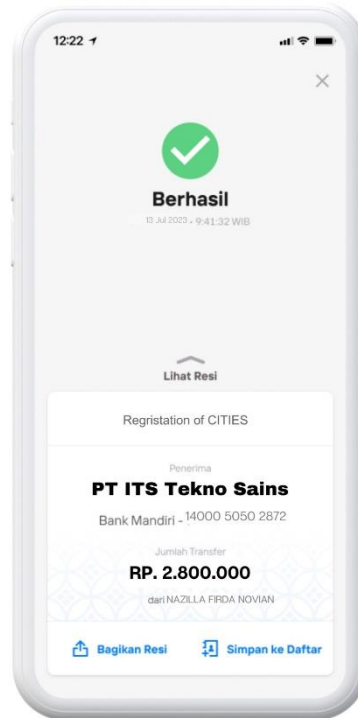 12:22
Berhasil
13 Jul 2023 • 9:41:32 WIB
Lihat Resi
Regristation of CITIES
Penerima
PT ITS Tekno Sains
Bank Mandiri - 14000 5050 2872
Jumlah Transfer
RP. 2.800.000
dari NAZILLA FIRDA NOVIAN
Bagikan Resi
Simpan ke Daftar